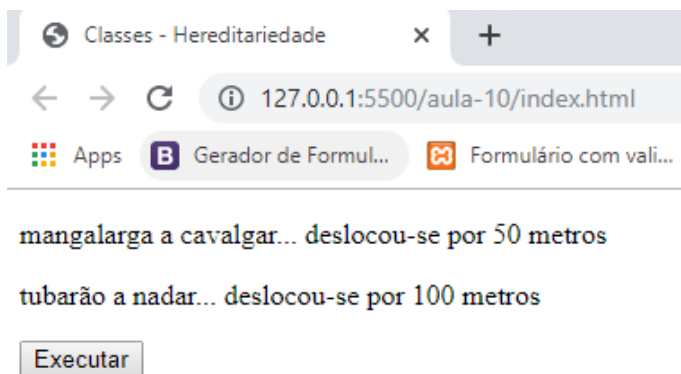 Classes - Hereditariedade
127.0.0.1:5500/aula-10/index.html
Apps B Gerador de Formul... Formulário com vali...
mangalarga a cavalgar... deslocou-se por 50 metros
tubarão a nadar... deslocou-se por 100 metros
Executar